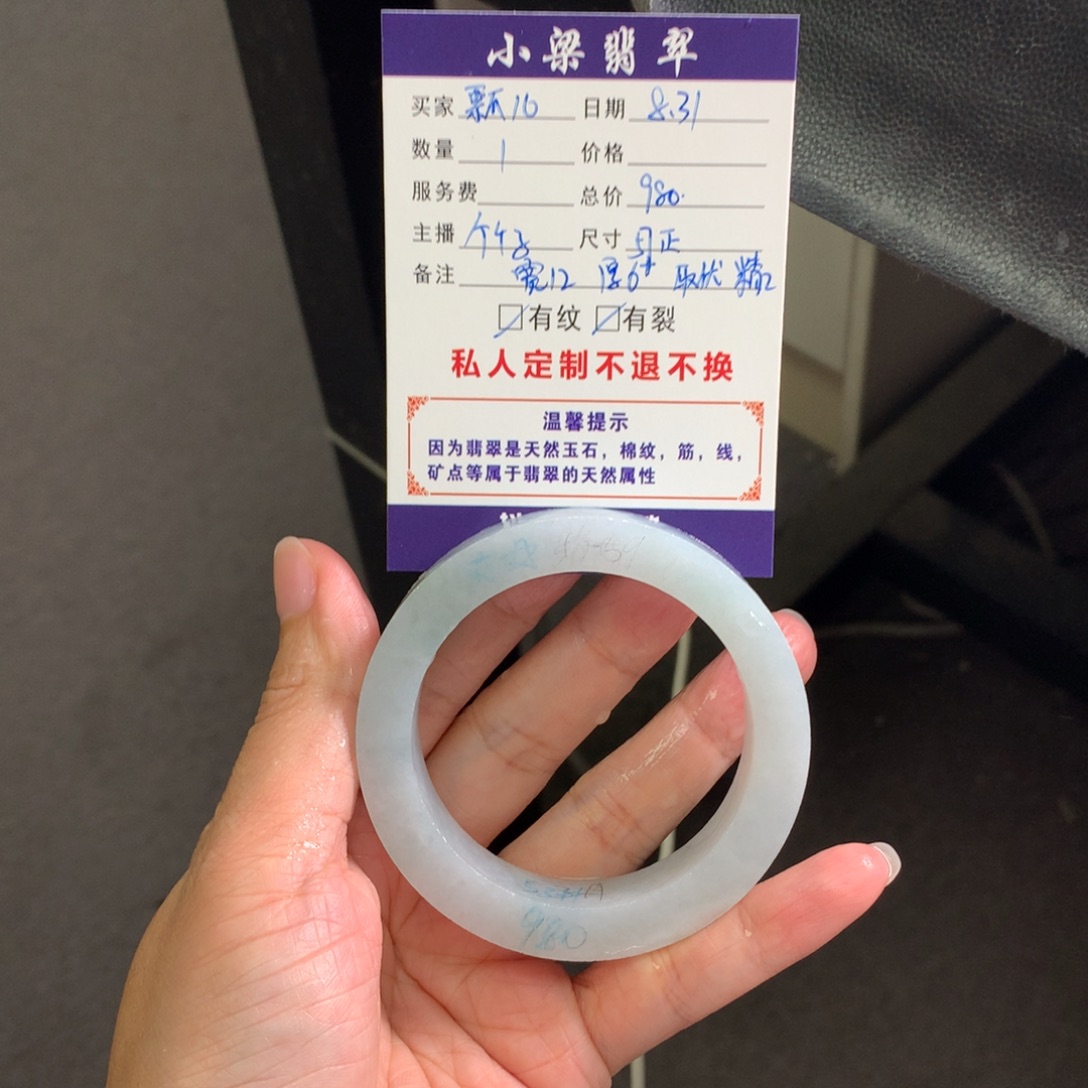 小梁翡翠
买家 瓢16 日期 8.31
数量 1 价格
服务费 总价 980.
主播 尺寸 正
备注 宽12 厚6+ 取伏 精
有纹 有裂
私人定制不退不换
温馨提示
因为翡翠是天然玉石，棉纹，筋，线，
矿点等属于翡翠的天然属性
980